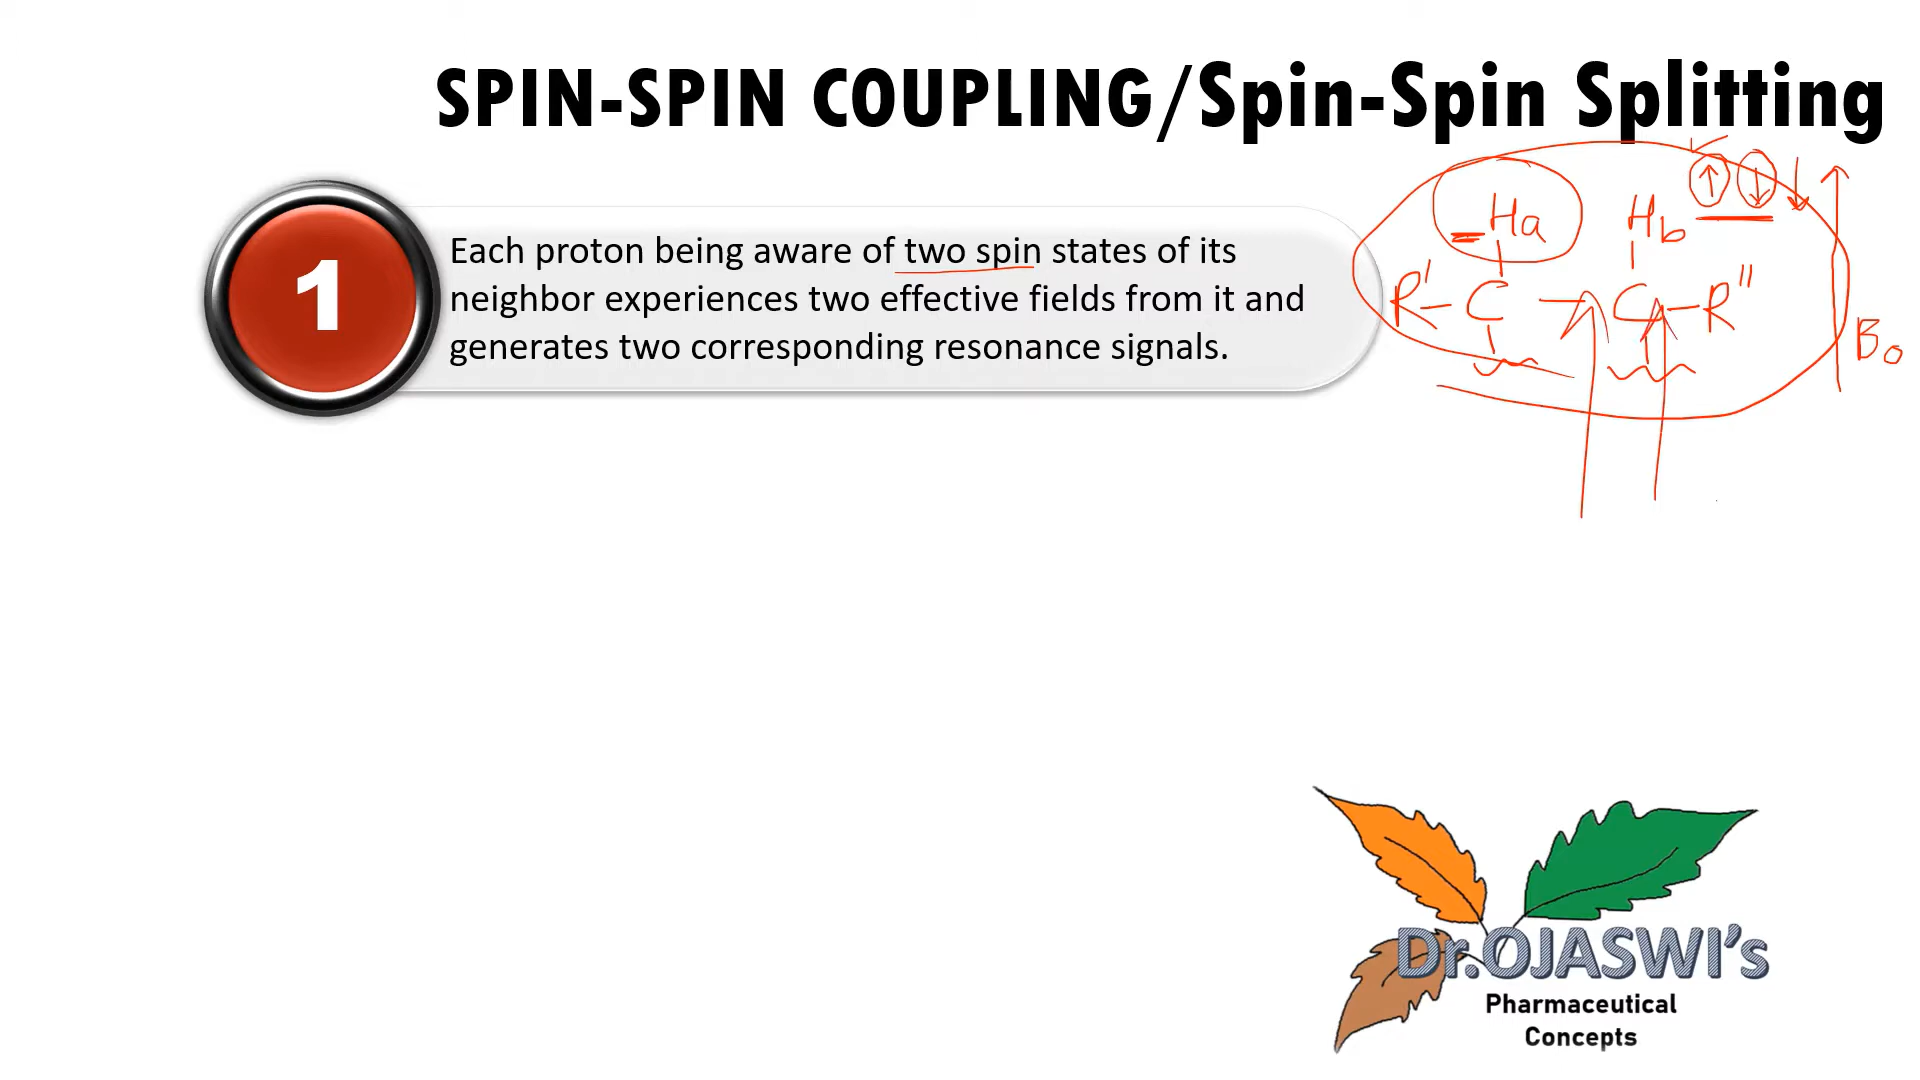 SPIN-SPIN COUPLING/Spin-Spin Splitting
1
Each proton being aware of two spin states of its
neighbor experiences two effective fields from it and
generates two corresponding resonance signals.
Ha Hb
R' C C R"
B0
Dr.OJASWI's
Pharmaceutical
Concepts